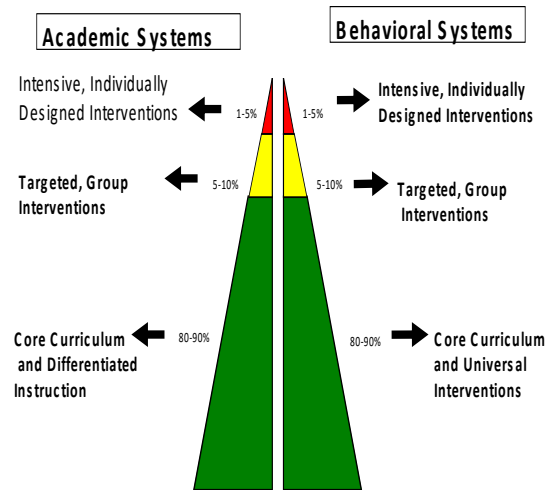 Academic Systems
Behavioral Systems
Intensive, Individually
Designed Interventions
1-5%
1-5%
Intensive, Individually
Designed Interventions
Targeted, Group
Interventions
5-10%
5-10%
Targeted, Group
Interventions
Core Curriculum
and Differentiated
Instruction
80-90%
80-90%
Core Curriculum
and Universal
Interventions